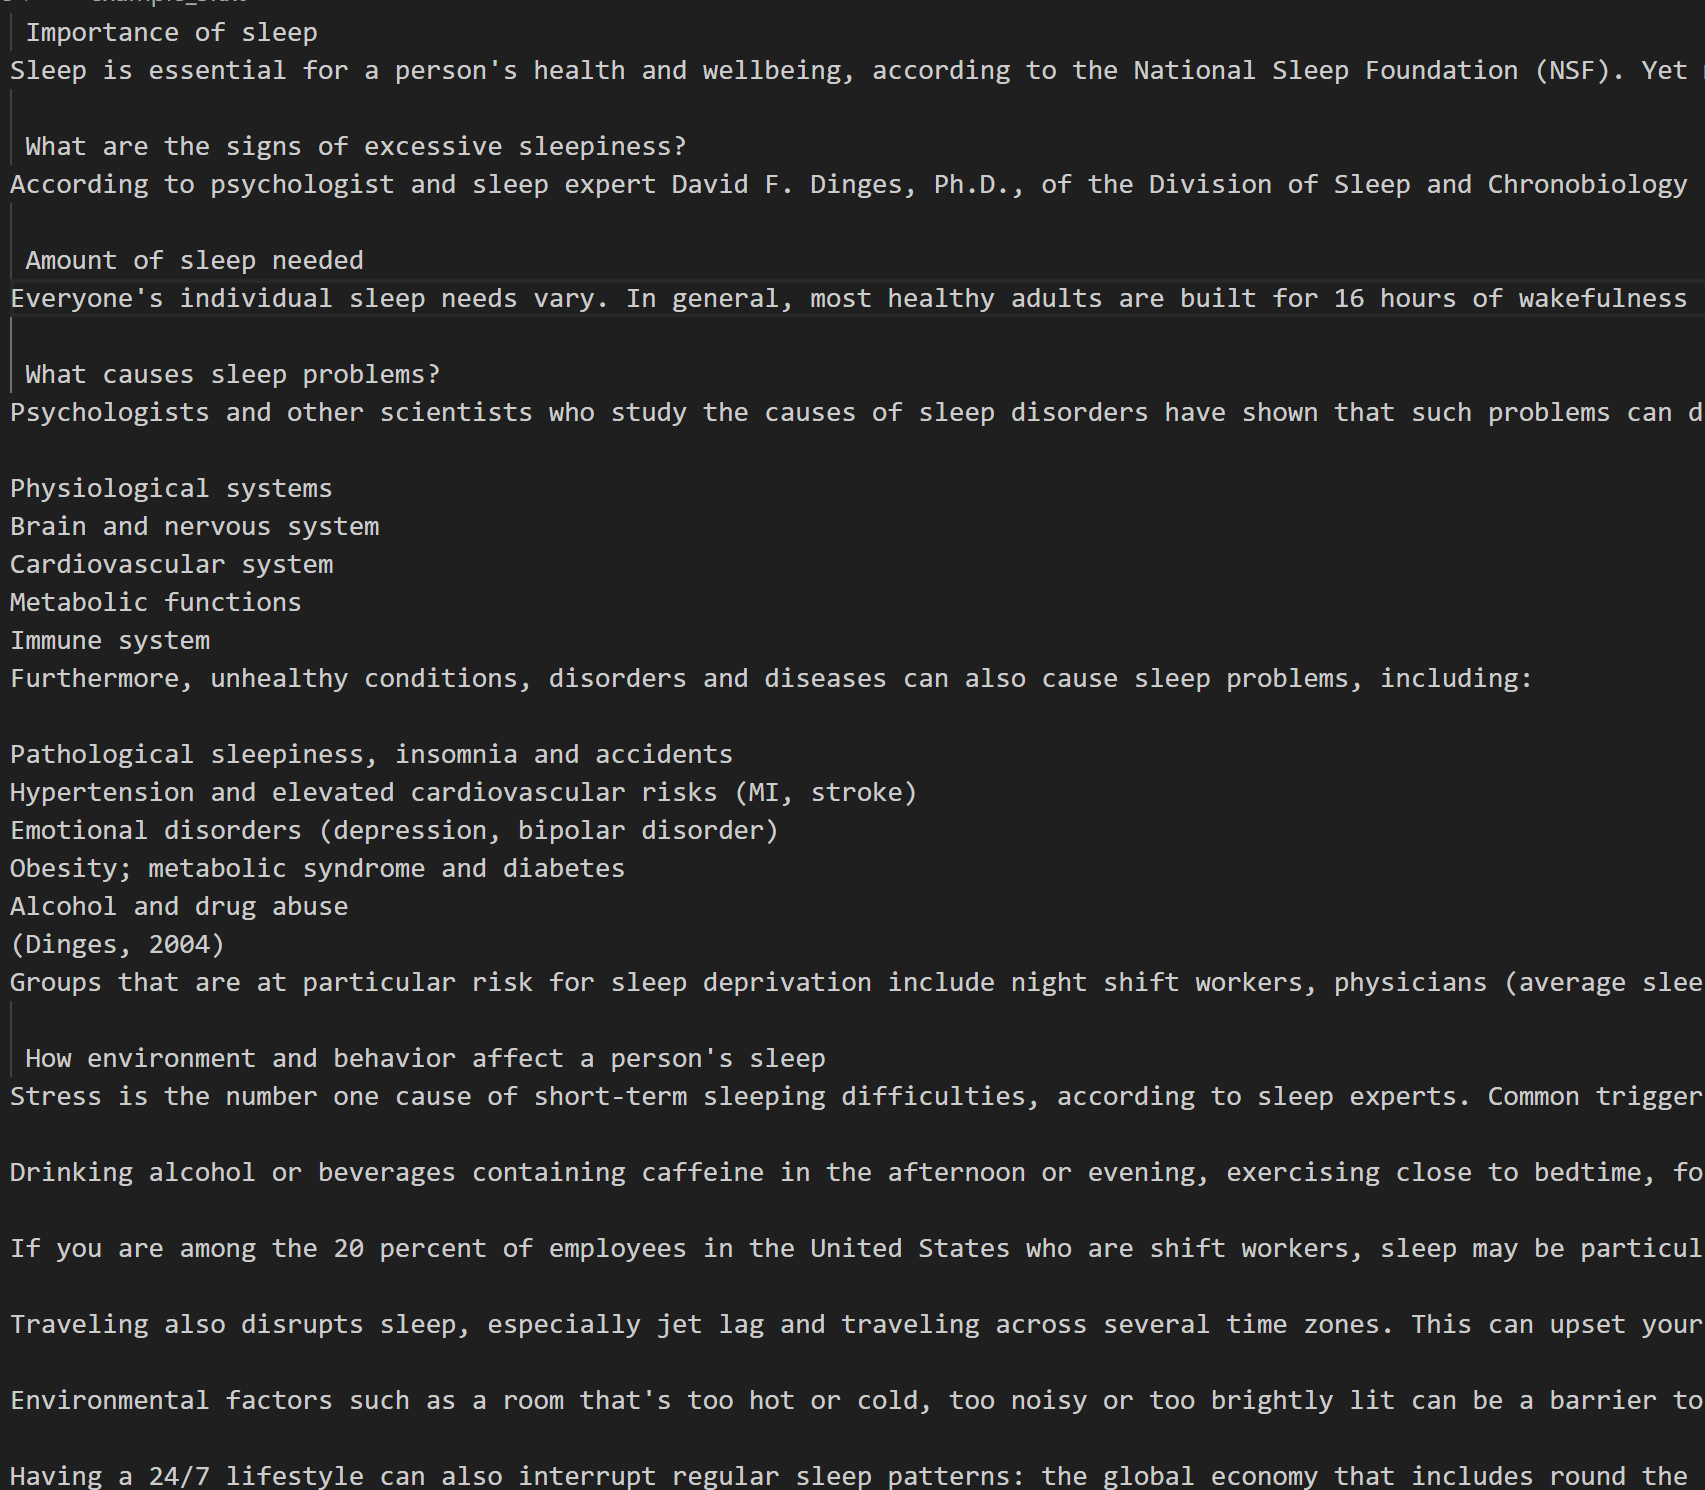 Importance of sleep
Sleep is essential for a person's health and wellbeing, according to the National Sleep Foundation (NSF). Yet
What are the signs of excessive sleepiness?
According to psychologist and sleep expert David F. Dinges, Ph.D., of the Division of Sleep and Chronobiology
Amount of sleep needed
Everyone's individual sleep needs vary. In general, most healthy adults are built for 16 hours of wakefulness
What causes sleep problems?
Psychologists and other scientists who study the causes of sleep disorders have shown that such problems can
Physiological systems
Brain and nervous system
Cardiovascular system
Metabolic functions
Immune system
Furthermore, unhealthy conditions, disorders and diseases can also cause sleep problems, including:
Pathological sleepiness, insomnia and accidents
Hypertension and elevated cardiovascular risks (MI, stroke)
Emotional disorders (depression, bipolar disorder)
Obesity; metabolic syndrome and diabetes
Alcohol and drug abuse
(Dinges, 2004)
Groups that are at particular risk for sleep deprivation include night shift workers, physicians (average slee
How environment and behavior affect a person's sleep
Stress is the number one cause of short-term sleeping difficulties, according to sleep experts. Common trigger
Drinking alcohol or beverages containing caffeine in the afternoon or evening, exercising close to bedtime, fo
If you are among the 20 percent of employees in the United States who are shift workers, sleep may be particul
Traveling also disrupts sleep, especially jet lag and traveling across several time zones. This can upset your
Environmental factors such as a room that's too hot or cold, too noisy or too brightly lit can be a barrier to
Having a 24/7 lifestyle can also interrupt regular sleep patterns: the global economy that includes round the